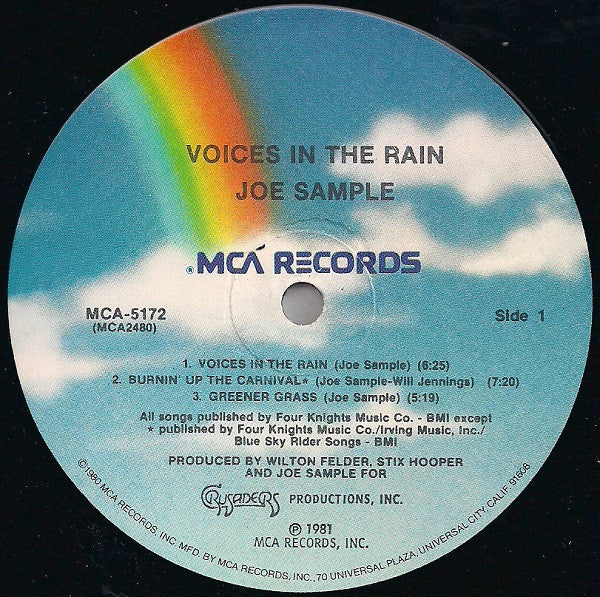 VOICES IN THE RAIN
JOE SAMPLE
®MCA RECORDS
MCA-5172
(MCA2480)
Side 1
1. VOICES IN THE RAIN (Joe Sample) (6:25)
2. BURNIN' UP THE CARNIVAL* (Joe Sample-Will Jennings) (7:20)
3. GREENER GRASS (Joe Sample) (5:19)
All songs published by Four Knights Music Co. - BMI except
* published by Four Knights Music Co./Irving Music, Inc./
Blue Sky Rider Songs - BMI
PRODUCED BY WILTON FELDER, STIX HOOPER
AND JOE SAMPLE FOR
CRUSADERS PRODUCTIONS, INC.
℗ 1981
MCA RECORDS, INC.
©1980 MCA RECORDS, INC. MFD. BY MCA RECORDS, INC., 70 UNIVERSAL PLAZA, UNIVERSAL CITY, CALIF. 91608